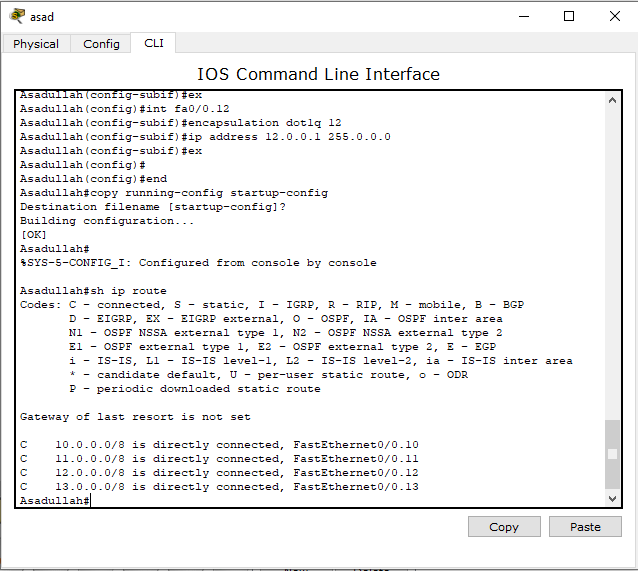 asad
Physical Config CLI
IOS Command Line Interface
Asadullah(config-subif)#ex
Asadullah(config)#int fa0/0.12
Asadullah(config-subif)#encapsulation dot1q 12
Asadullah(config-subif)#ip address 12.0.0.1 255.0.0.0
Asadullah(config-subif)#ex
Asadullah(config)#
Asadullah(config)#end
Asadullah#copy running-config startup-config
Destination filename [startup-config]?
Building configuration...
[OK]
Asadullah#
%SYS-5-CONFIG_I: Configured from console by console
Asadullah#sh ip route
Codes: C - connected, S - static, I - IGRP, R - RIP, M - mobile, B - BGP
D - EIGRP, EX - EIGRP external, O - OSPF, IA - OSPF inter area
N1 - OSPF NSSA external type 1, N2 - OSPF NSSA external type 2
E1 - OSPF external type 1, E2 - OSPF external type 2, E - EGP
i - IS-IS, L1 - IS-IS level-1, L2 - IS-IS level-2, ia - IS-IS inter area
* - candidate default, U - per-user static route, o - ODR
P - periodic downloaded static route
Gateway of last resort is not set
C 10.0.0.0/8 is directly connected, FastEthernet0/0.10
C 11.0.0.0/8 is directly connected, FastEthernet0/0.11
C 12.0.0.0/8 is directly connected, FastEthernet0/0.12
C 13.0.0.0/8 is directly connected, FastEthernet0/0.13
Asadullah#
Copy Paste